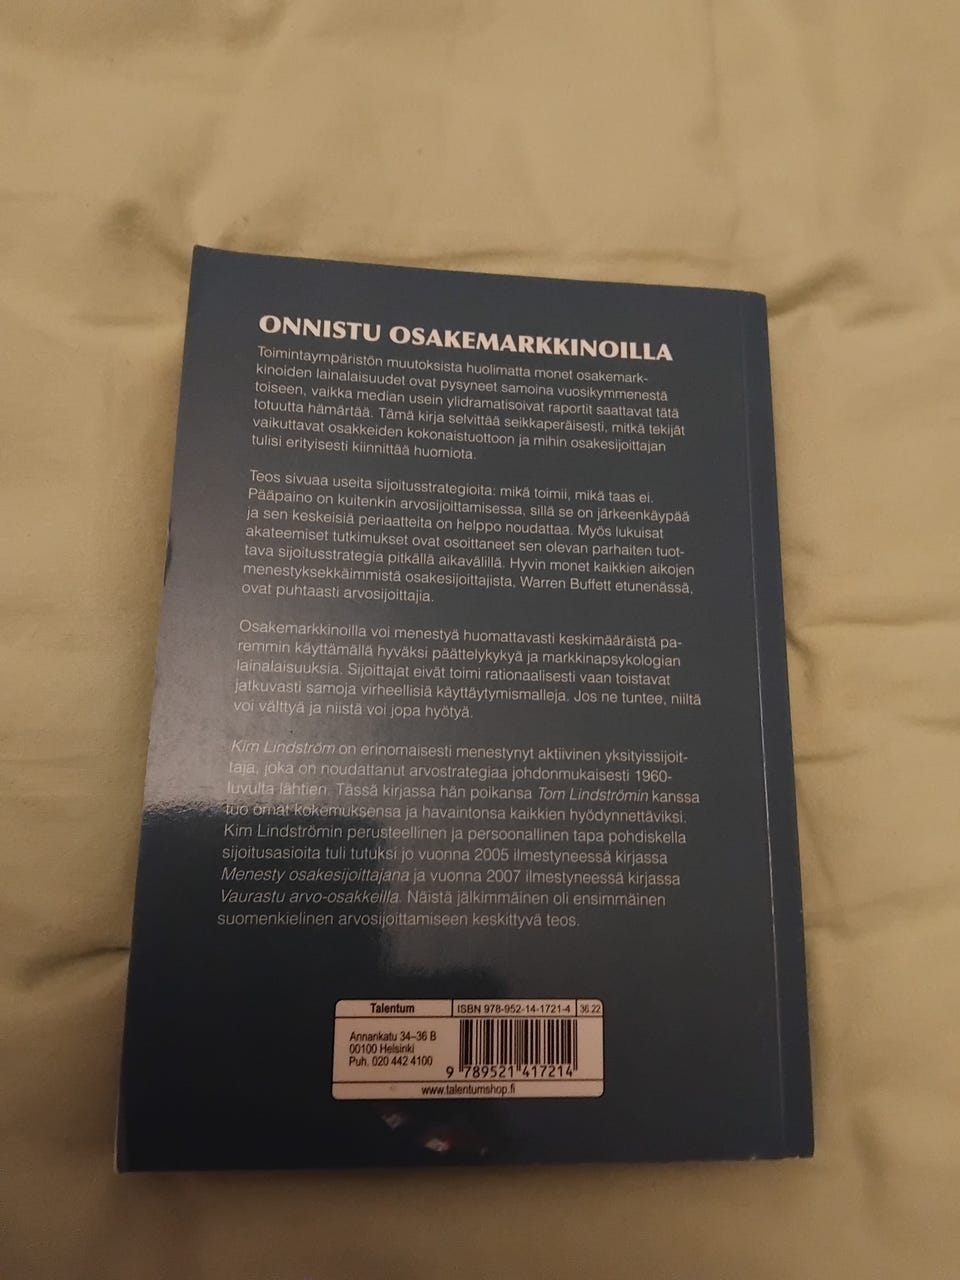 ONNISTU OSAKEMARKKINOILLA
Toimintaympäristön muutoksista huolimatta monet osakemark-
kinoiden lainalaisuudet ovat pysyneet samoina vuosikymmenestä
toiseen, vaikka median usein ylidramatisoivat raportit saattavat tätä
totuutta hämärtää. Tämä kirja selvittää seikkaperäisesti, mitkä tekijät
vaikuttavat osakkeiden kokonaistuottoon ja mihin osakesijoittajan
tulisi erityisesti kiinnittää huomiota.
Teos sivuaa useita sijoitusstrategioita: mikä toimii, mikä taas ei.
Pääpaino on kuitenkin arvosijoittamisessa, sillä se on järkeenkäypää
ja sen keskeisiä periaatteita on helppo noudattaa. Myös lukuisat
akateemiset tutkimukset ovat osoittaneet sen olevan parhaiten tuot-
tava sijoitusstrategia pitkällä aikavälillä. Hyvin monet kaikkien aikojen
menestyksekkäimmistä osakesijoittajista, Warren Buffett etunenässä,
ovat puhtaasti arvosijoittajia.
Osakemarkkinoilla voi menestyä huomattavasti keskimääräistä pa-
remmin käyttämällä hyväksi päättelykykyä ja markkinapsykologian
lainalaisuuksia. Sijoittajat eivät toimi rationaalisesti vaan toistavat
jatkuvasti samoja virheellisiä käyttäytymismalleja. Jos ne tuntee, niiltä
voi välttyä ja niistä voi jopa hyötyä.
Kim Lindström on erinomaisesti menestynyt aktiivinen yksityissijoit-
taja, joka on noudattanut arvostrategiaa johdonmukaisesti 1960-
luvulta lähtien. Tässä kirjassa hän poikansa Tom Lindströmin kanssa
tuo omat kokemuksensa ja havaintonsa kaikkien hyödynnettäviksi.
Kim Lindströmin perusteellinen ja persoonallinen tapa pohdiskella
sijoitusasioita tuli tutuksi jo vuonna 2005 ilmestyneessä kirjassa
Menesty osakesijoittajana ja vuonna 2007 ilmestyneessä kirjassa
Vaurastu arvo-osakkeilla. Näistä jälkimmäinen oli ensimmäinen
suomenkielinen arvosijoittamiseen keskittyvä teos.
Talentum
ISBN 978-952-14-1721-4
36.22
Annankatu 34–36 B
00100 Helsinki
Puh. 020 442 4100
9 789521 417214
www.talentumshop.fi